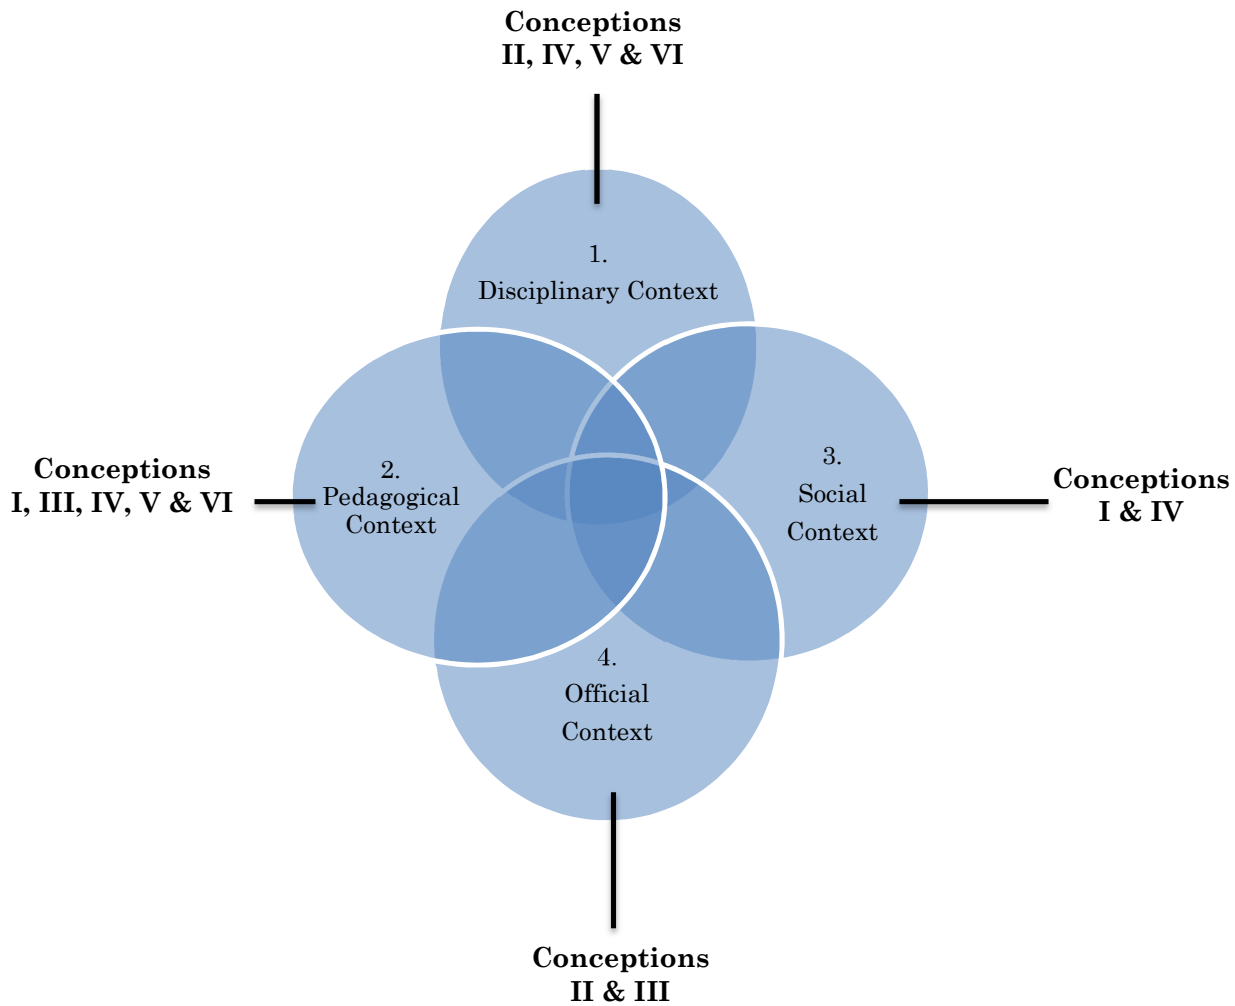 Conceptions
II, IV, V & VI
1.
Disciplinary Context
Conceptions
I, III, IV, V & VI
2.
Pedagogical
Context
3.
Social
Context
Conceptions
I & IV
4.
Official
Context
Conceptions
II & III